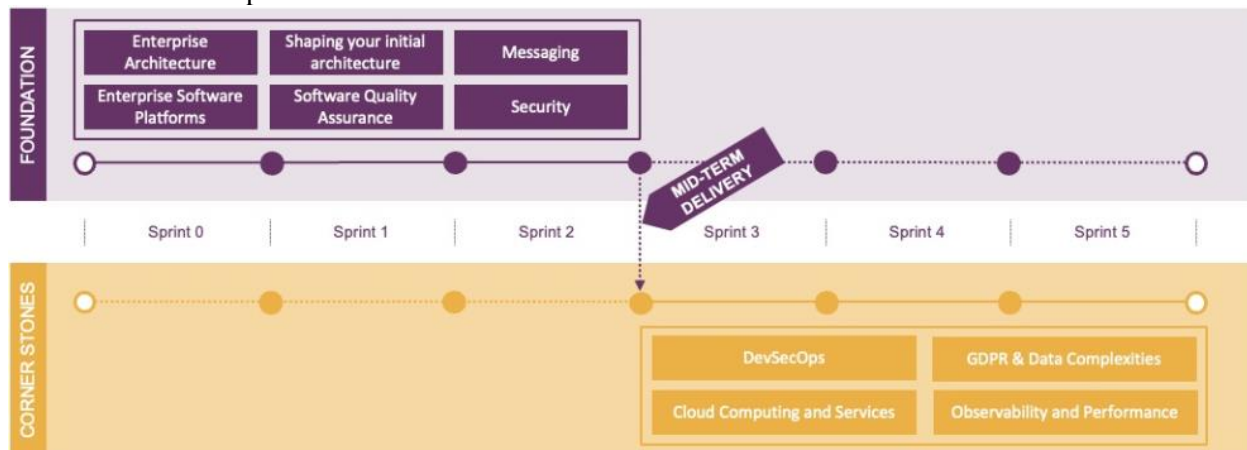 FOUNDATION
Enterprise
Architecture
Shaping your initial
architecture
Messaging
Enterprise Software
Platforms
Software Quality
Assurance
Security
MID-TERM
DELIVERY
Sprint 0
Sprint 1
Sprint 2
Sprint 3
Sprint 4
Sprint 5
CORNER STONES
DevSecOps
GDPR & Data Complexities
Cloud Computing and Services
Observability and Performance